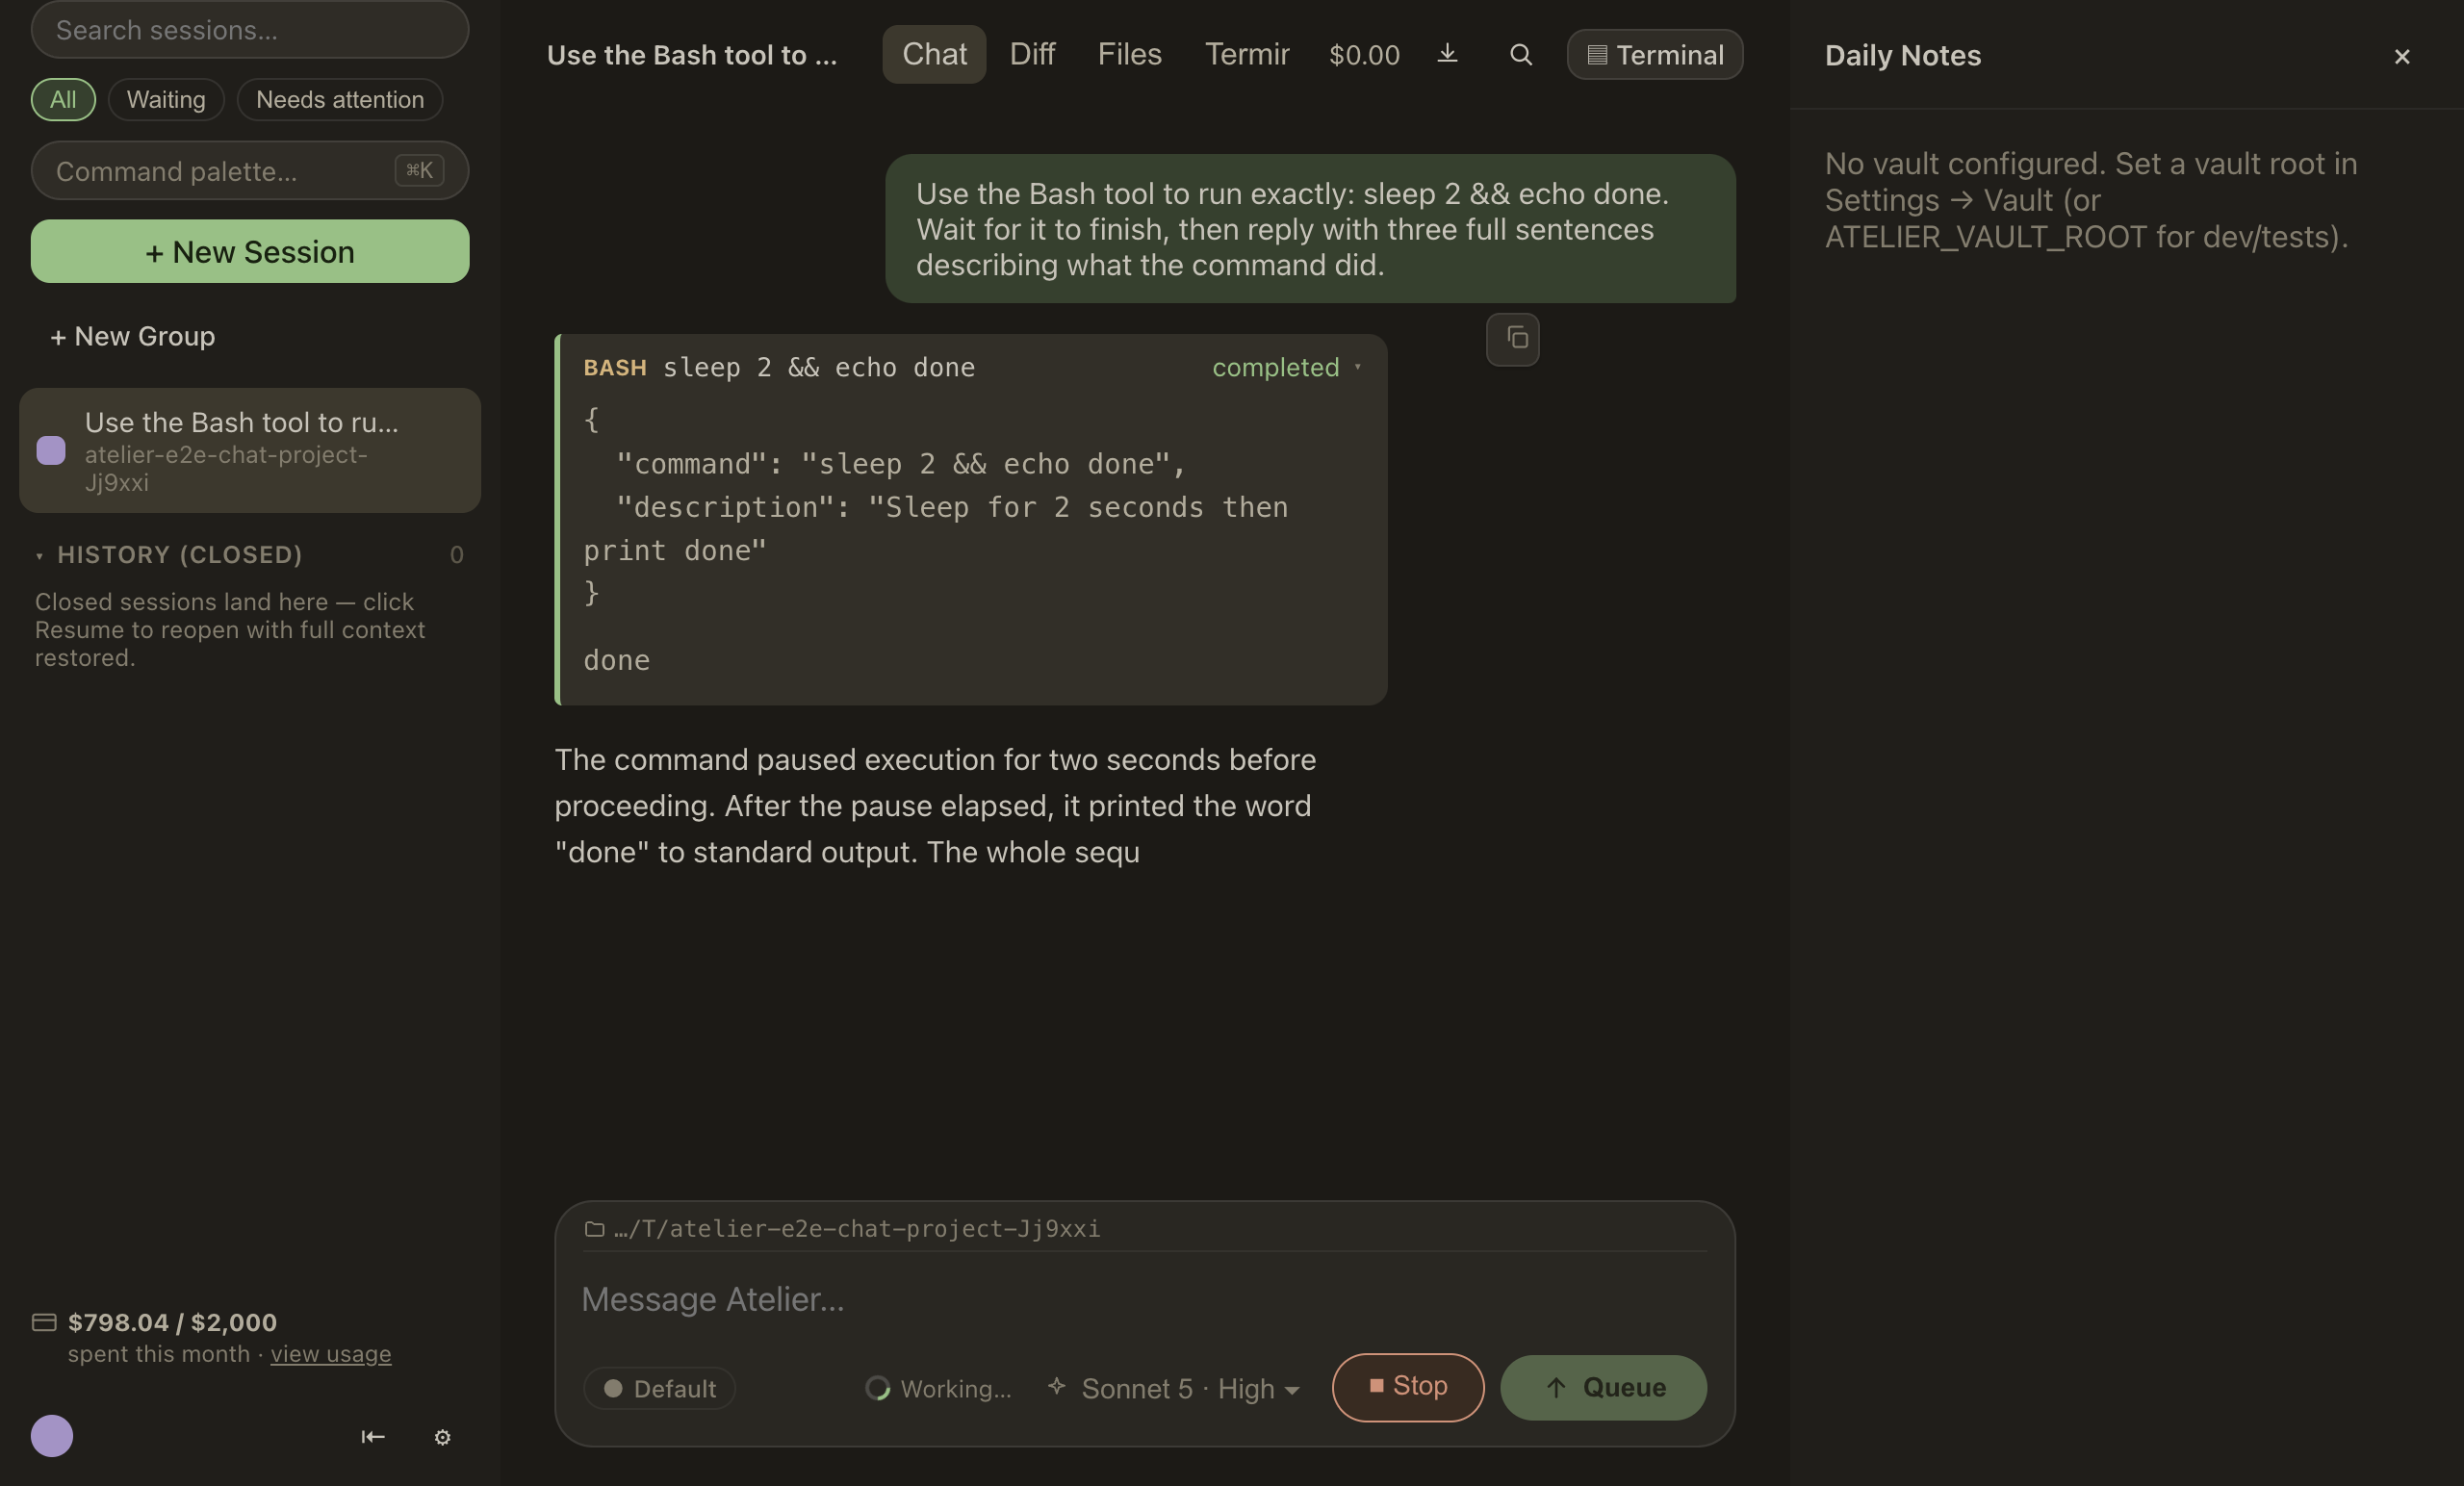 Search sessions...
All
Waiting
Needs attention
Command palette...
⌘K
+ New Session
+ New Group
Use the Bash tool to ru...
atelier-e2e-chat-project-
Jj9xxi
HISTORY (CLOSED)
0
Closed sessions land here — click
Resume to reopen with full context
restored.
$798.04 / $2,000
spent this month · view usage
Use the Bash tool to ...
Chat
Diff
Files
Termir
$0.00
Terminal
Use the Bash tool to run exactly: sleep 2 && echo done.
Wait for it to finish, then reply with three full sentences
describing what the command did.
BASH sleep 2 && echo done
completed
{
"command": "sleep 2 && echo done",
"description": "Sleep for 2 seconds then
print done"
}
done
The command paused execution for two seconds before
proceeding. After the pause elapsed, it printed the word
"done" to standard output. The whole sequ
…/T/atelier-e2e-chat-project-Jj9xxi
Message Atelier...
Default
Working...
Sonnet 5 · High
Stop
Queue
Daily Notes
No vault configured. Set a vault root in
Settings → Vault (or
ATELIER_VAULT_ROOT for dev/tests).